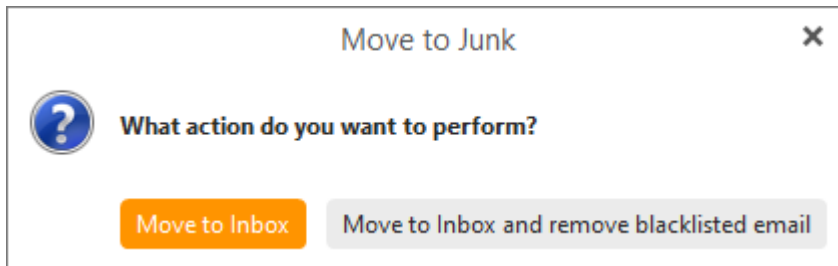 Move to Junk
What action do you want to perform?
Move to Inbox
Move to Inbox and remove blacklisted email